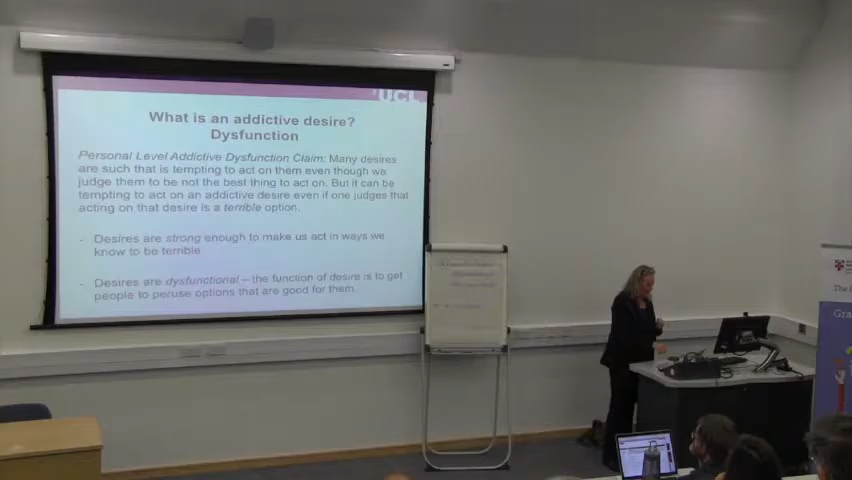 UCL
What is an addictive desire?
Dysfunction
Personal Level Addictive Dysfunction Claim: Many desires
are such that is tempting to act on them even though we
judge them to be not the best thing to act on. But it can be
tempting to act on an addictive desire even if one judges that
acting on that desire is a terrible option.
- Desires are strong enough to make us act in ways we
know to be terrible.
- Desires are dysfunctional – the function of desire is to get
people to peruse options that are good for them.
The
Gra